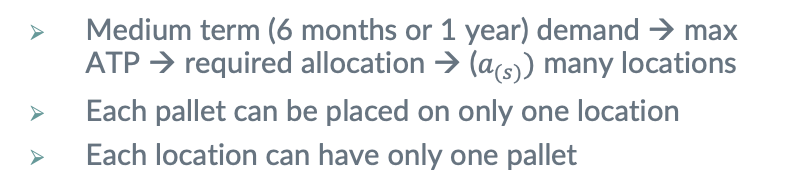 ➢ Medium term (6 months or 1 year) demand → max
ATP → required allocation → (a₍ₛ₎) many locations
➢ Each pallet can be placed on only one location
➢ Each location can have only one pallet